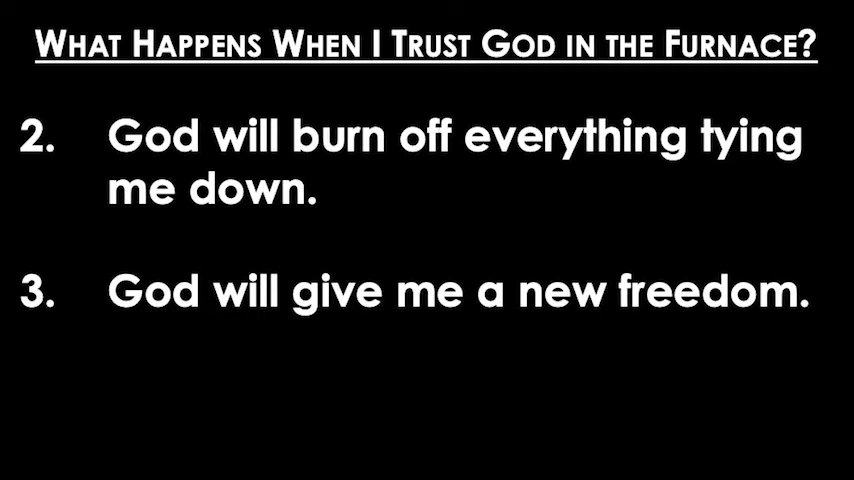 WHAT HAPPENS WHEN I TRUST GOD IN THE FURNACE?
2. God will burn off everything tying
me down.
3. God will give me a new freedom.